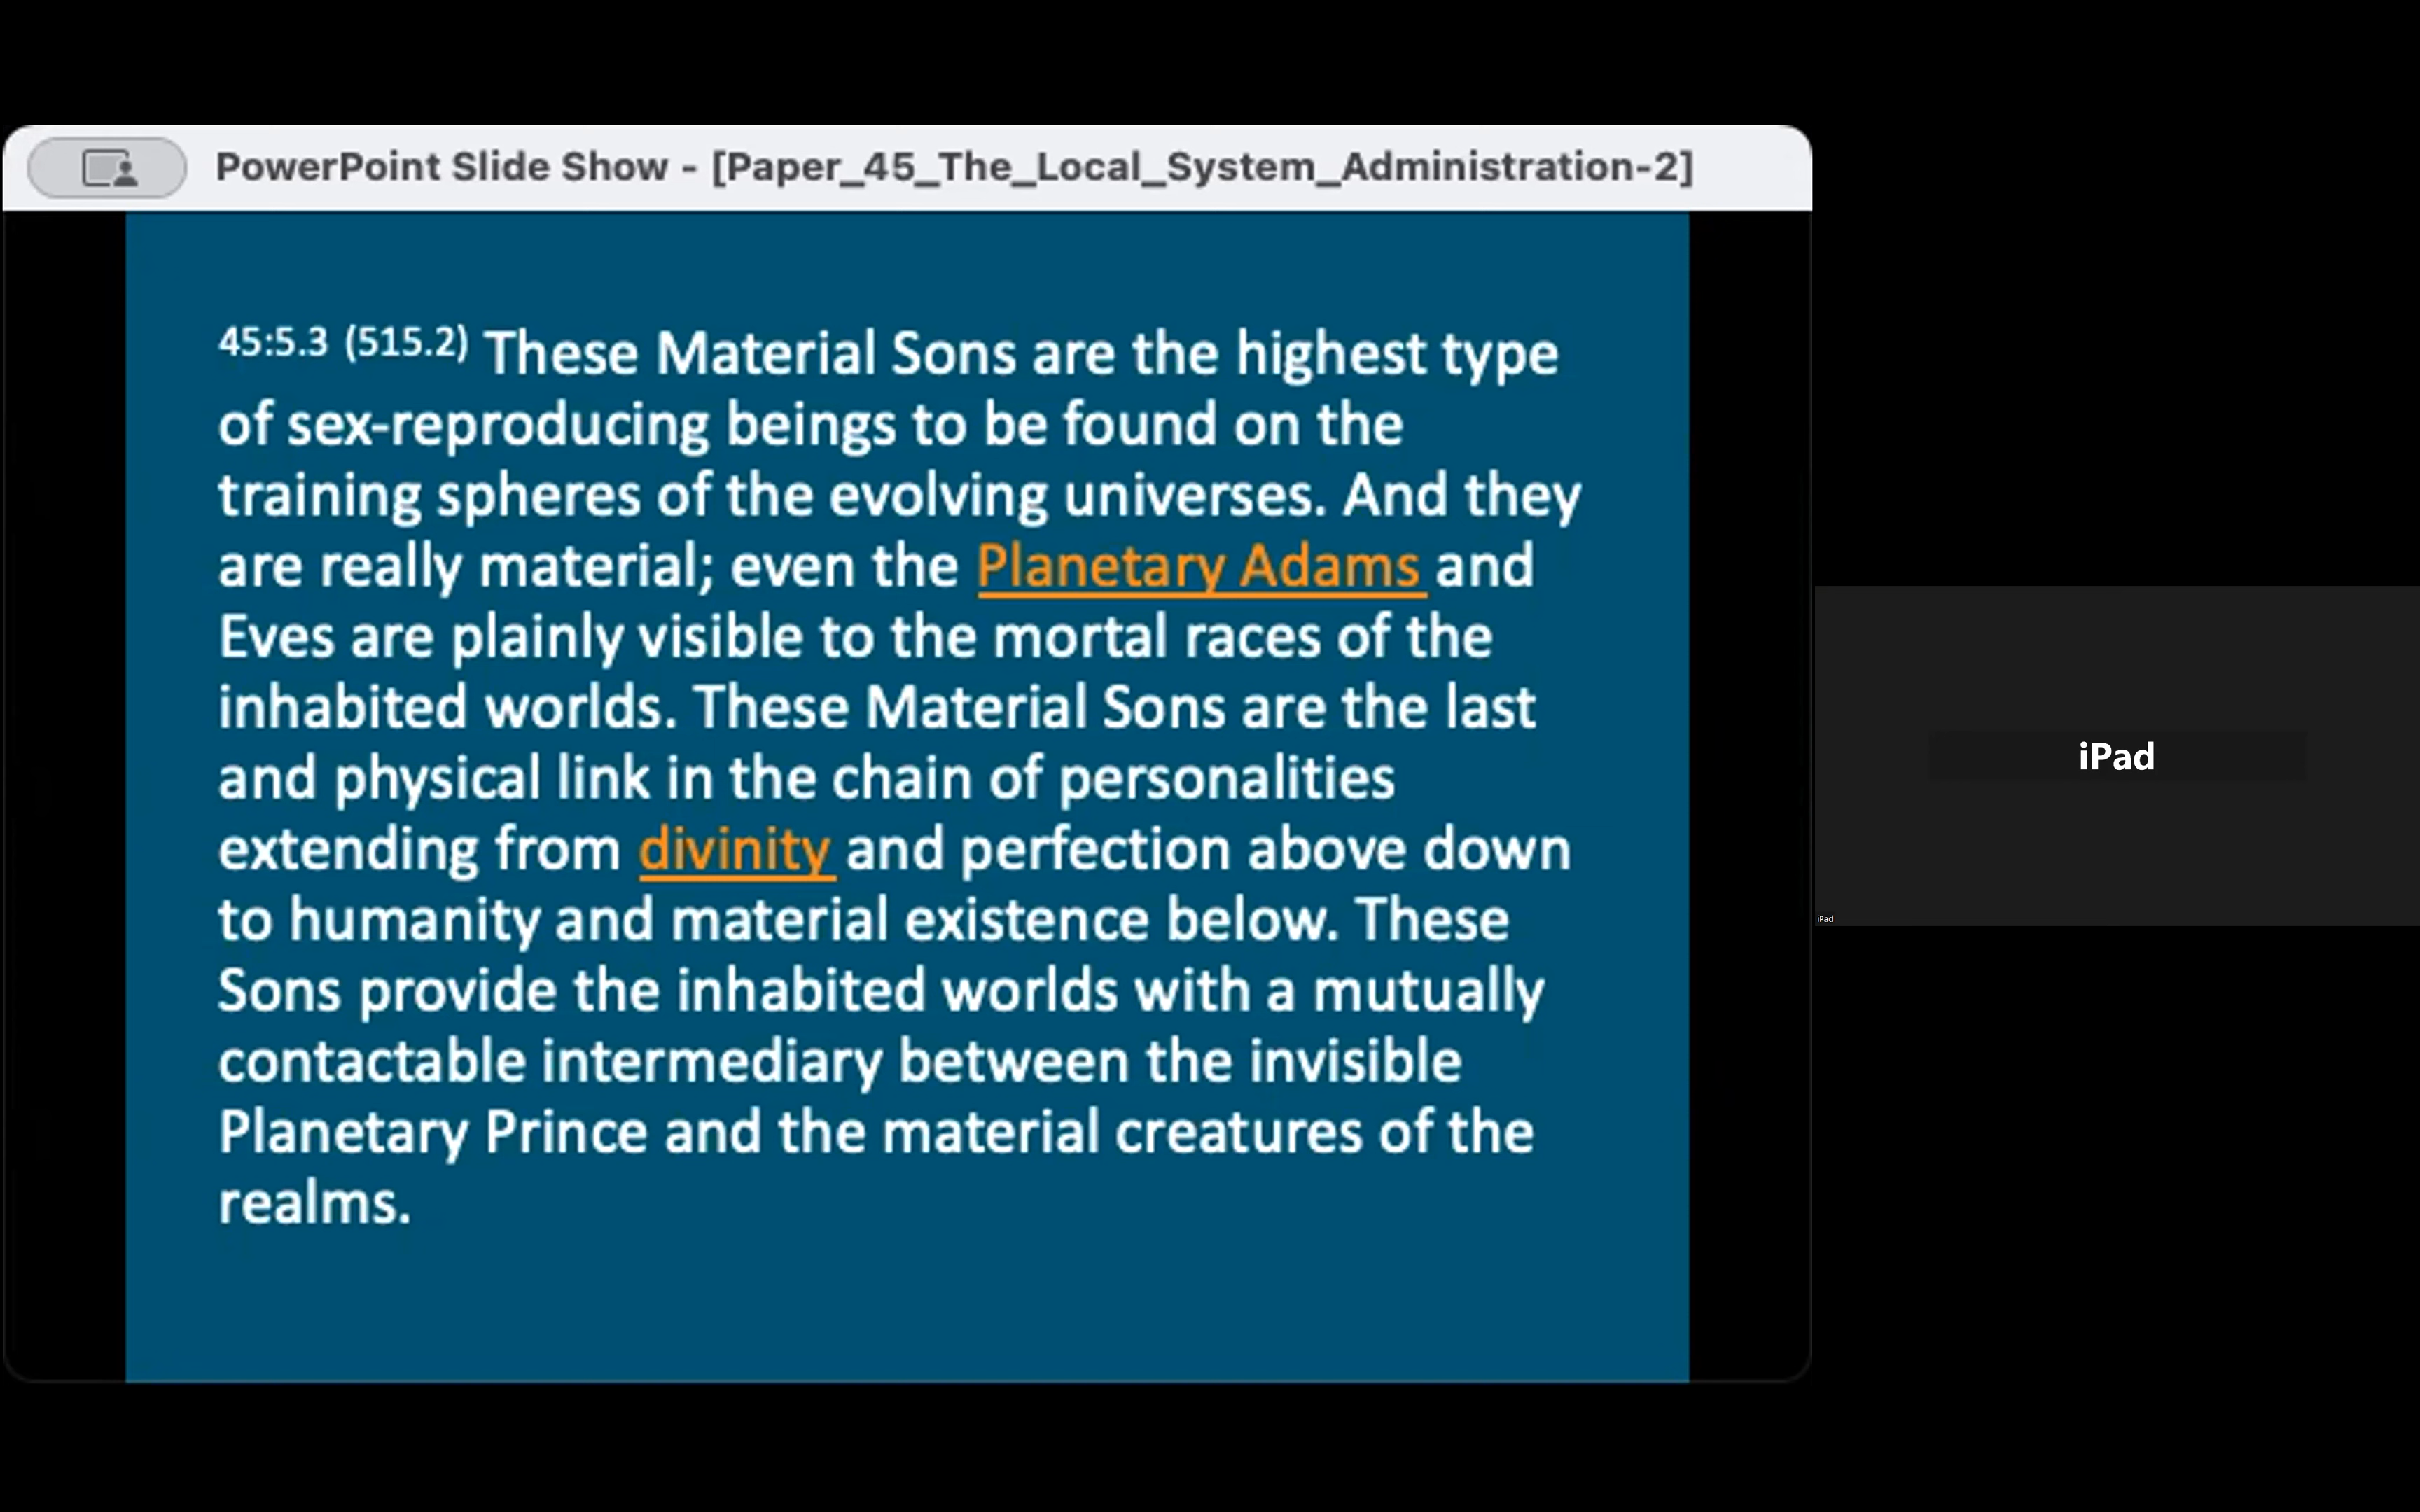 PowerPoint Slide Show - [Paper_45_The_Local_System_Administration-2]
45:5.3 (515.2) These Material Sons are the highest type
of sex-reproducing beings to be found on the
training spheres of the evolving universes. And they
are really material; even the Planetary Adams and
Eves are plainly visible to the mortal races of the
inhabited worlds. These Material Sons are the last
and physical link in the chain of personalities
extending from divinity and perfection above down
to humanity and material existence below. These
Sons provide the inhabited worlds with a mutually
contactable intermediary between the invisible
Planetary Prince and the material creatures of the
realms.
iPad
iPad